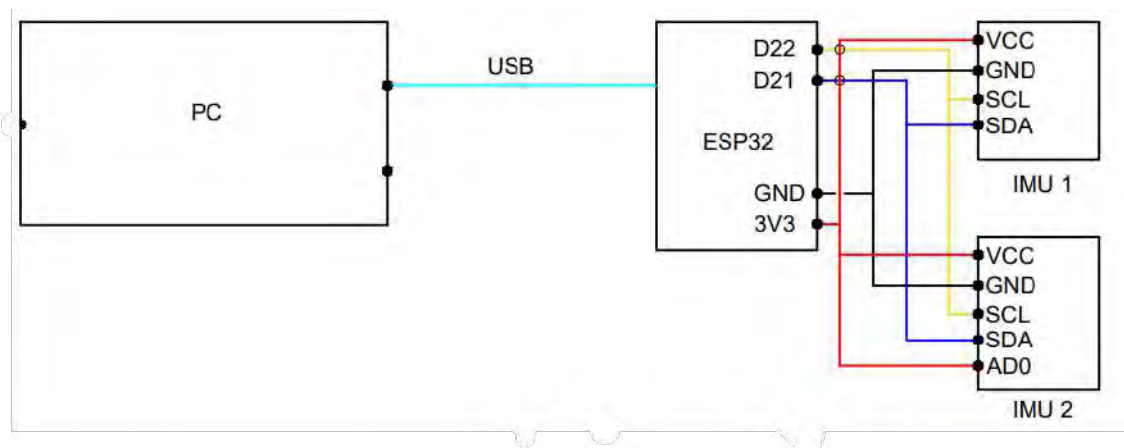 PC
USB
ESP32
D22
D21
GND
3V3
VCC
GND
SCL
SDA
IMU 1
VCC
GND
SCL
SDA
AD0
IMU 2